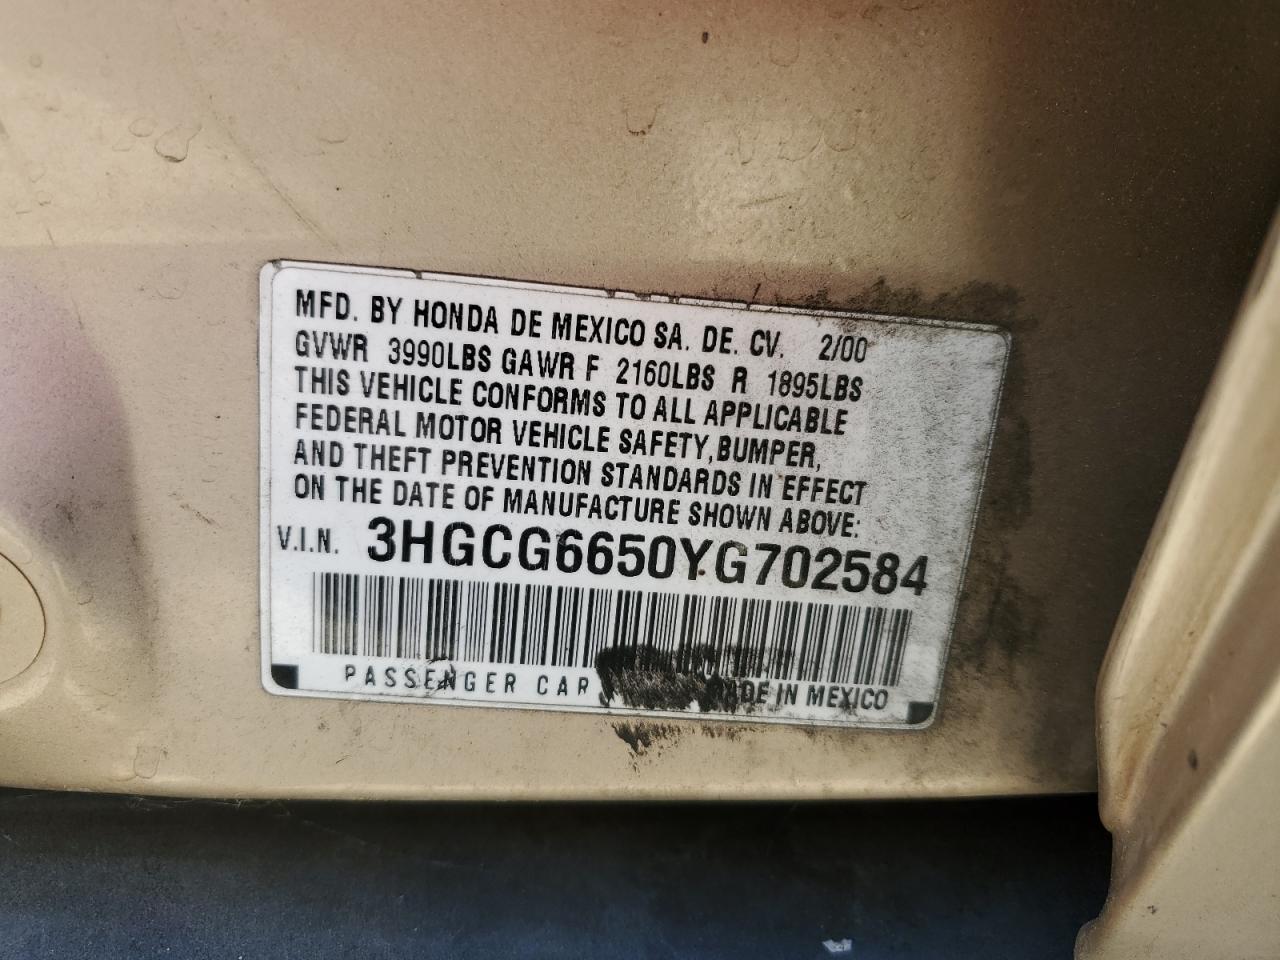 MFD. BY HONDA DE MEXICO SA. DE. CV. 2/00
GVWR 3990LBS GAWR F 2160LBS R 1895LBS
THIS VEHICLE CONFORMS TO ALL APPLICABLE
FEDERAL MOTOR VEHICLE SAFETY, BUMPER,
AND THEFT PREVENTION STANDARDS IN EFFECT
ON THE DATE OF MANUFACTURE SHOWN ABOVE:
V.I.N. 3HGCG6650YG702584
PASSENGER CAR MADE IN MEXICO